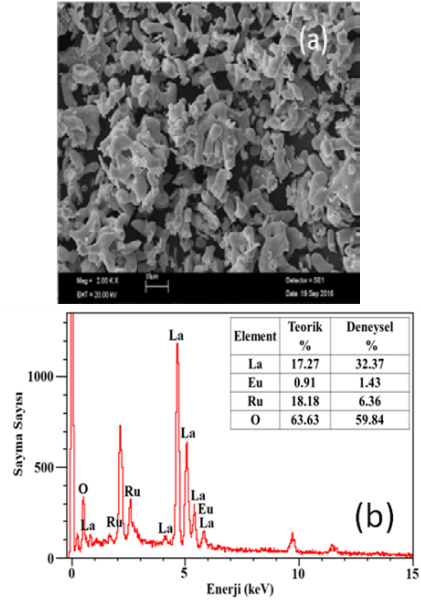 (a)
Mag = 2.00 K X 10µm Detector = SE1
EHT = 20.00 kV Date :19 Sep 2016
Element Teorik % Deneysel %
La 17.27 32.37
Eu 0.91 1.43
Ru 18.18 6.36
O 63.63 59.84
La
La
O
La
Ru
Ru
La
La
Eu
La
(b)
Sayma Sayısı
1000
500
0
0 5 10 15
Enerji (keV)